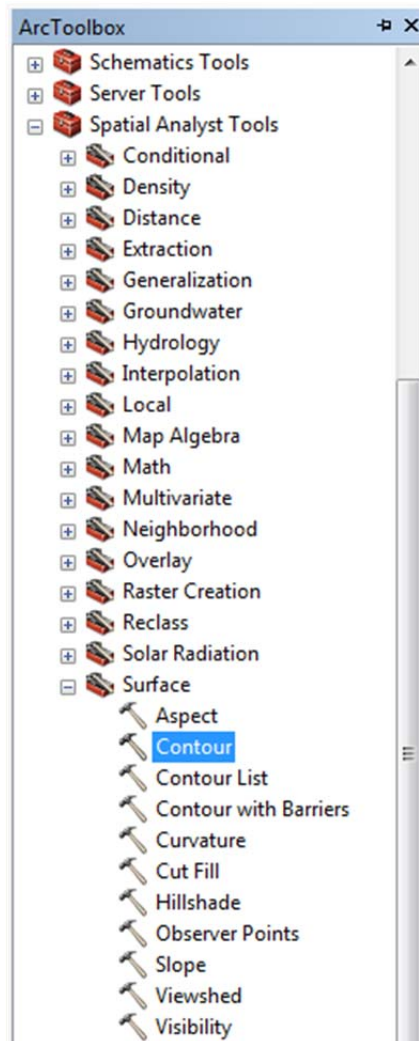 ArcToolbox
Schematics Tools
Server Tools
Spatial Analyst Tools
Conditional
Density
Distance
Extraction
Generalization
Groundwater
Hydrology
Interpolation
Local
Map Algebra
Math
Multivariate
Neighborhood
Overlay
Raster Creation
Reclass
Solar Radiation
Surface
Aspect
Contour
Contour List
Contour with Barriers
Curvature
Cut Fill
Hillshade
Observer Points
Slope
Viewshed
Visibility